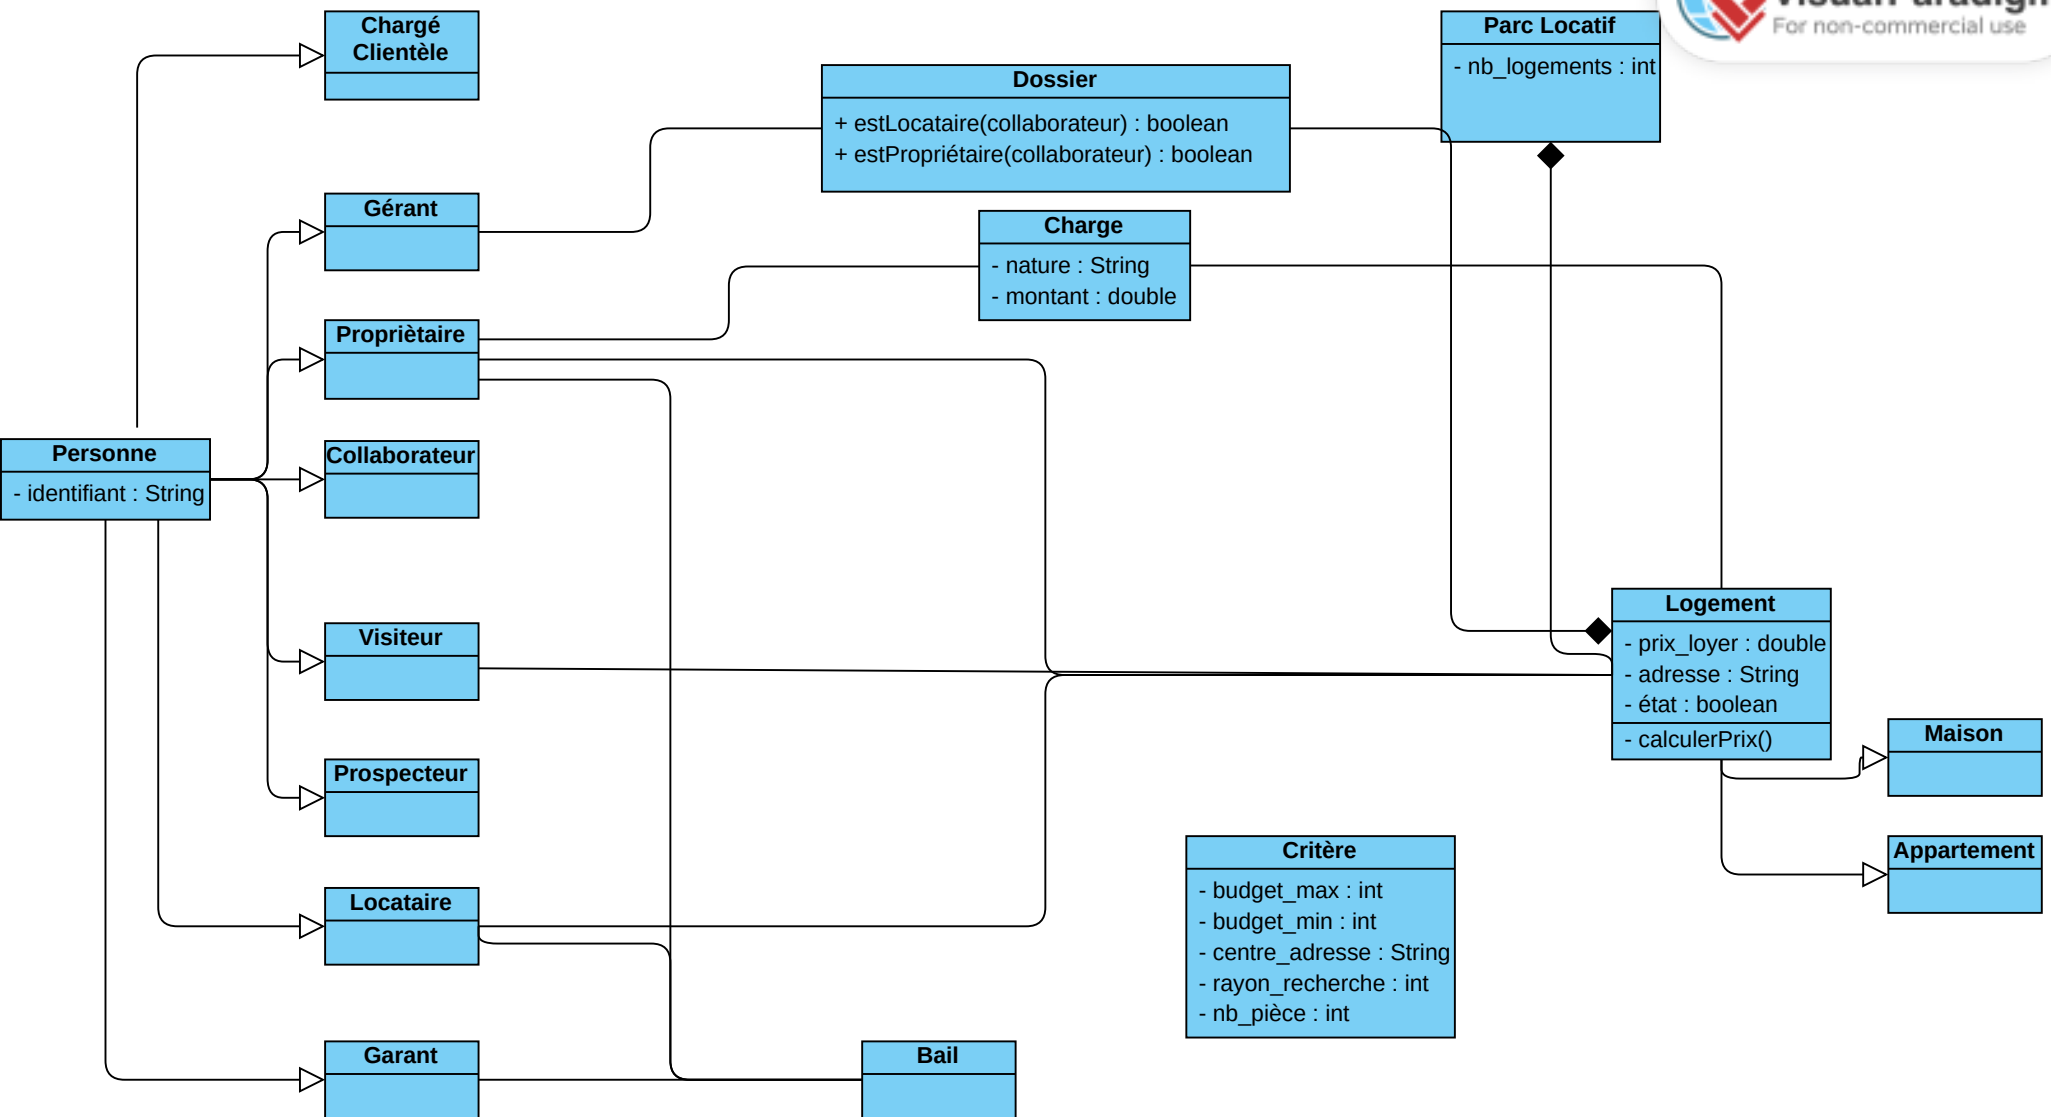 Chargé
Clientèle
Parc Locatif
- nb_logements : int
For non-commercial use
Dossier
+ estLocataire(collaborateur) : boolean
+ estPropriétaire(collaborateur) : boolean
Gérant
Charge
- nature : String
- montant : double
Propriètaire
Personne
- identifiant : String
Collaborateur
Visiteur
Logement
- prix_loyer : double
- adresse : String
- état : boolean
- calculerPrix()
Maison
Prospecteur
Appartement
Critère
- budget_max : int
- budget_min : int
- centre_adresse : String
- rayon_recherche : int
- nb_pièce : int
Locataire
Garant
Bail